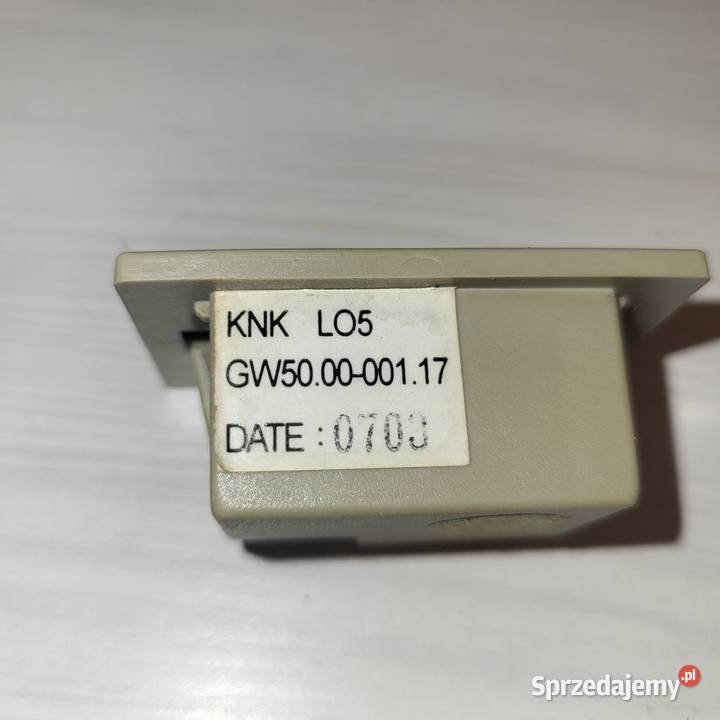 KNK LO5
GW50.00-001.17
DATE : 0703
Sprzedajemy.pl